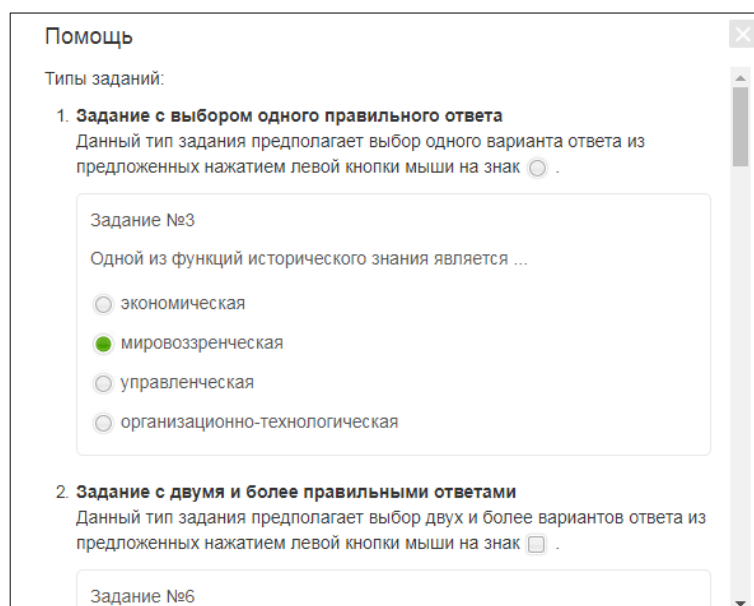 Помощь
Типы заданий:
1. Задание с выбором одного правильного ответа
Данный тип задания предполагает выбор одного варианта ответа из
предложенных нажатием левой кнопки мыши на знак .
Задание №3
Одной из функций исторического знания является ...
экономическая
мировоззренческая
управленческая
организационно-технологическая
2. Задание с двумя и более правильными ответами
Данный тип задания предполагает выбор двух и более вариантов ответа из
предложенных нажатием левой кнопки мыши на знак .
Задание №6